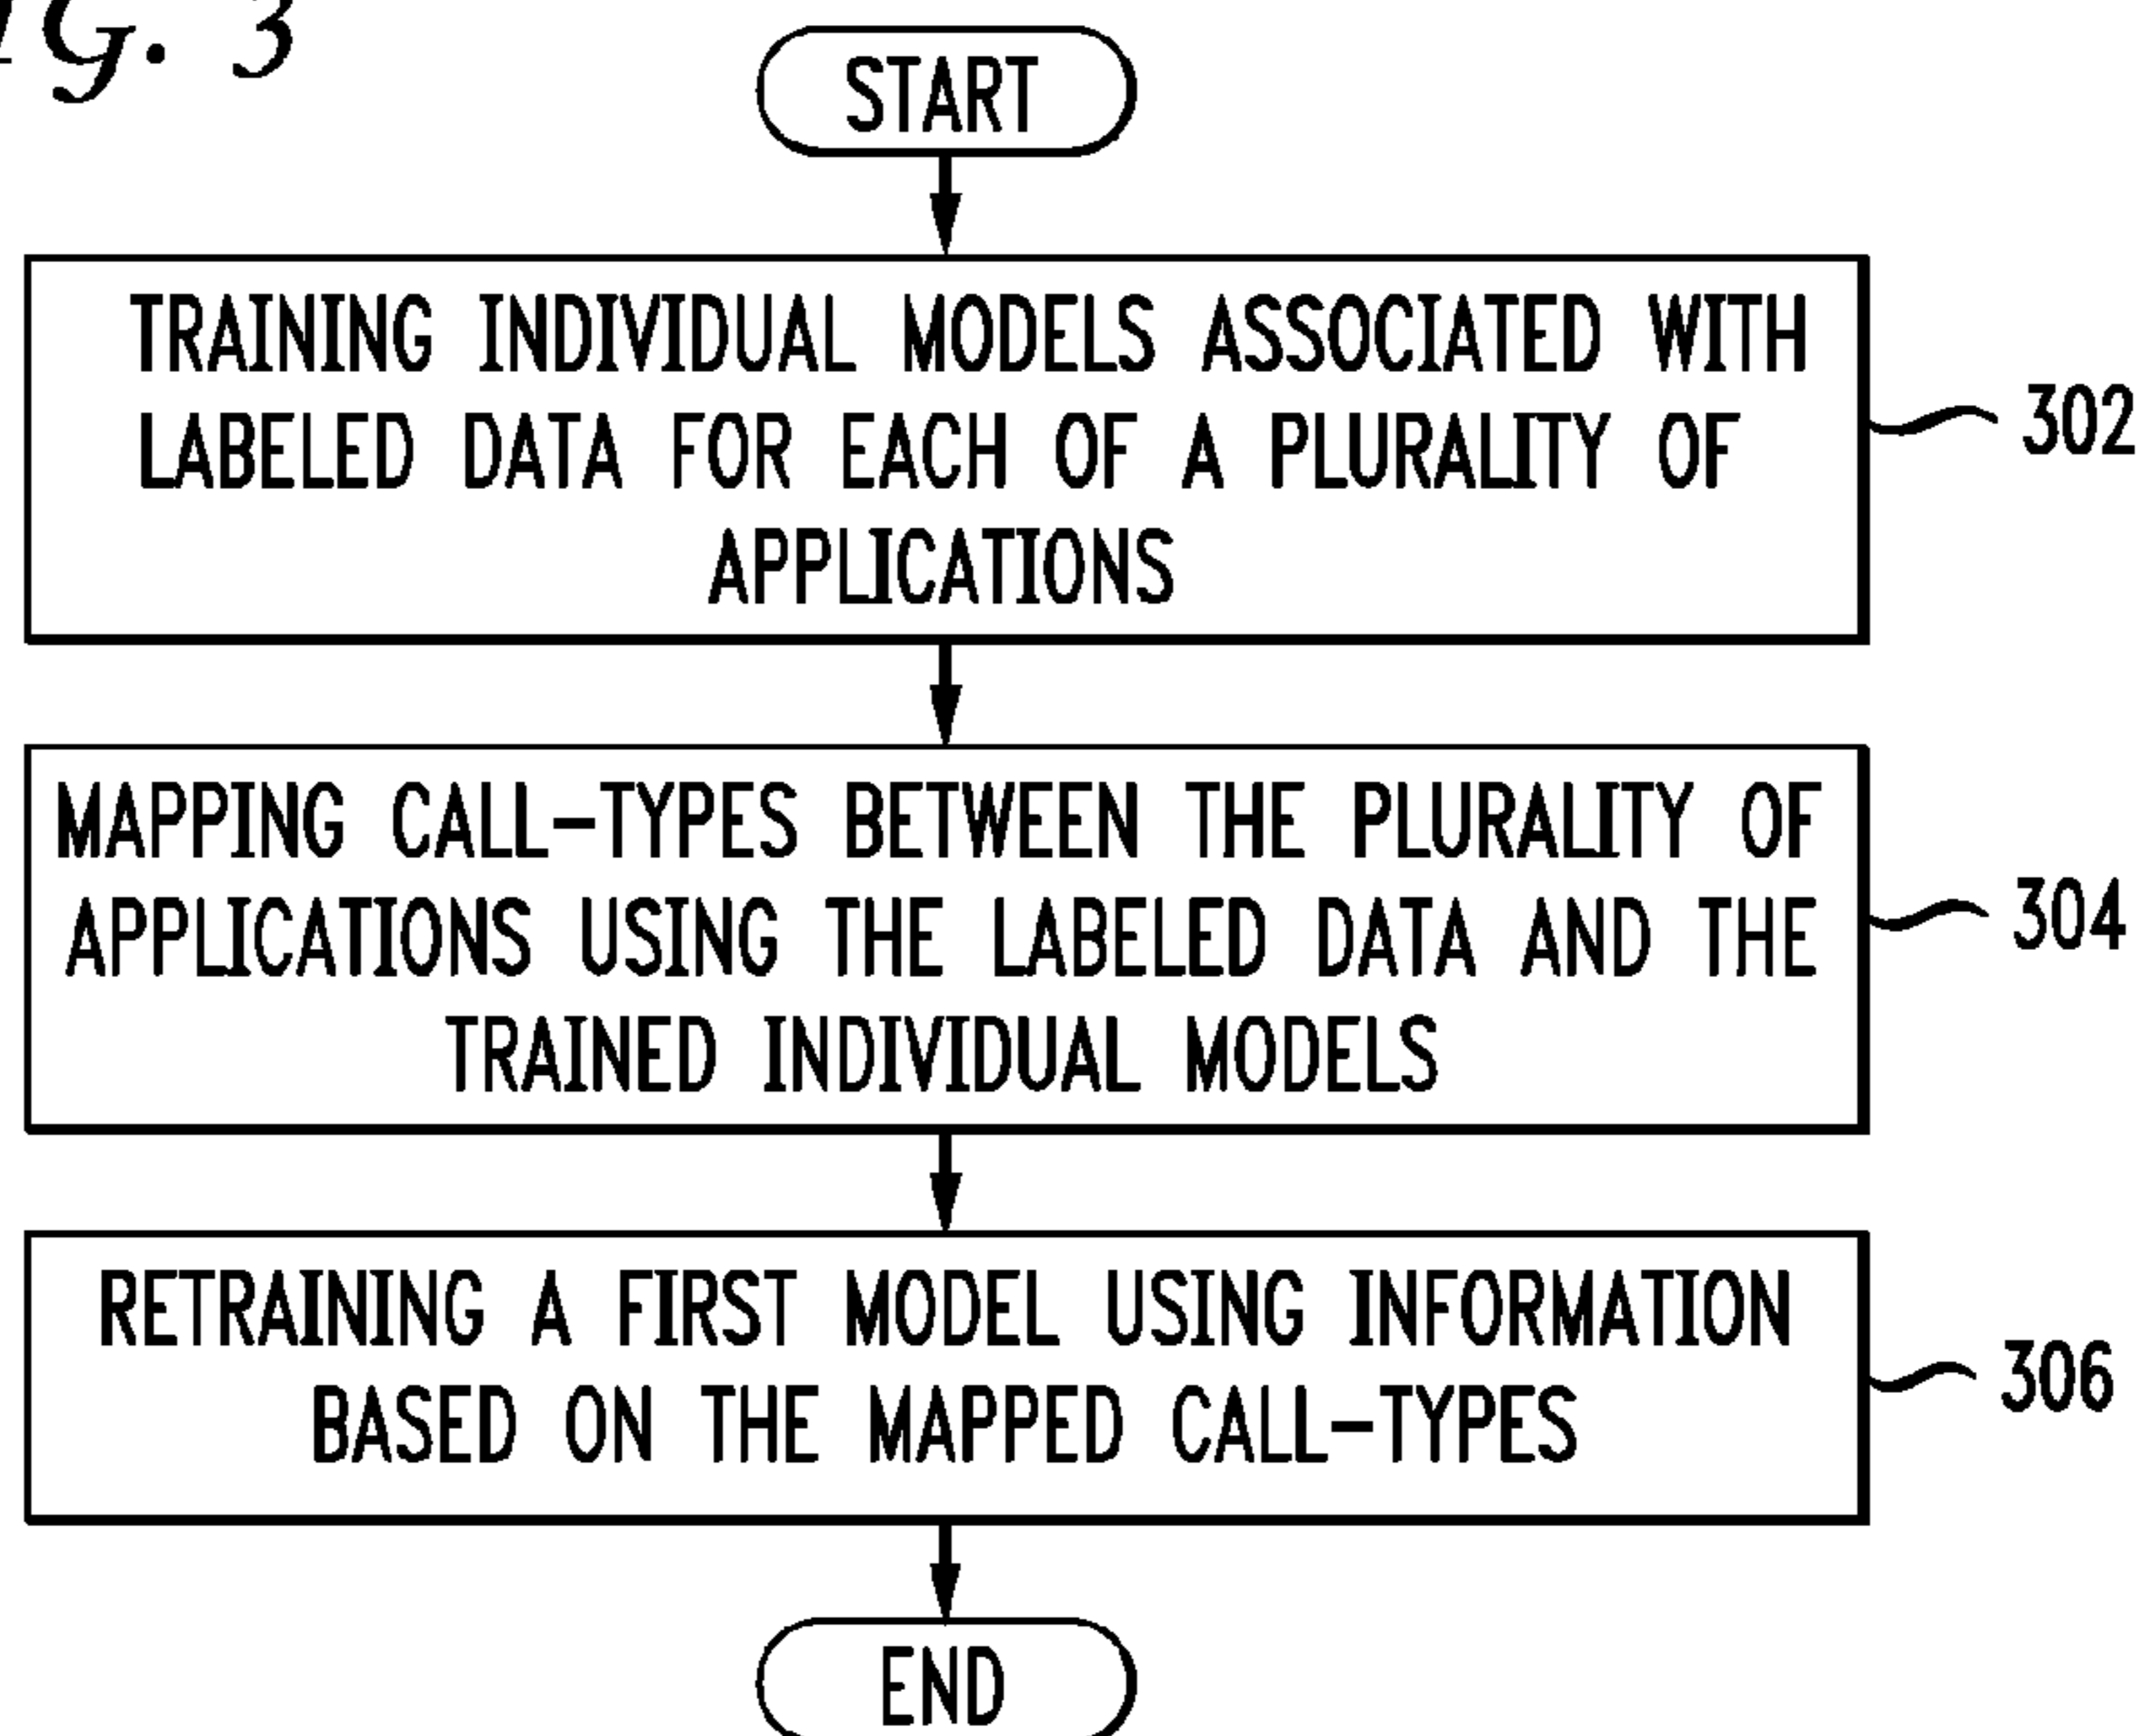 G. 3
START
TRAINING INDIVIDUAL MODELS ASSOCIATED WITH
LABELED DATA FOR EACH OF A PLURALITY OF
APPLICATIONS
302
MAPPING CALL-TYPES BETWEEN THE PLURALITY OF
APPLICATIONS USING THE LABELED DATA AND THE
TRAINED INDIVIDUAL MODELS
304
RETRAINING A FIRST MODEL USING INFORMATION
BASED ON THE MAPPED CALL-TYPES
306
END